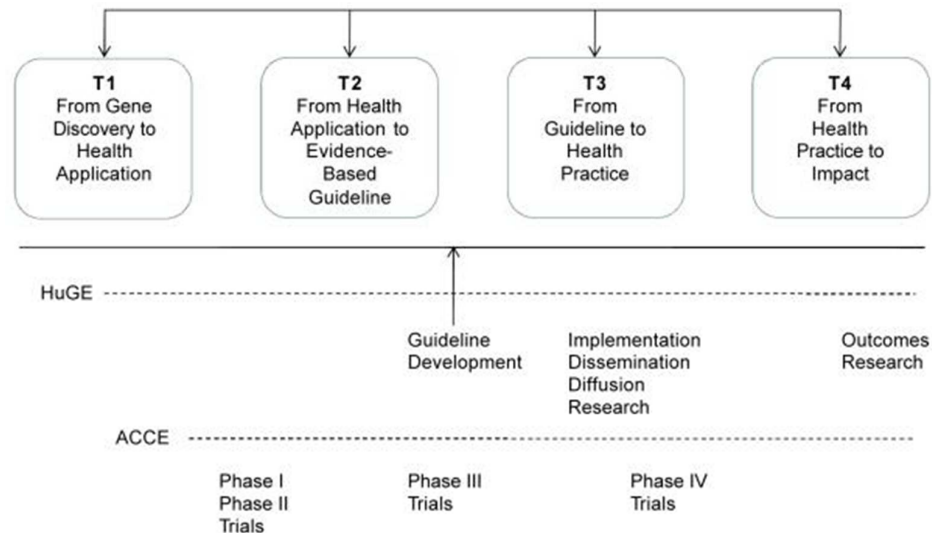 T1
From Gene
Discovery to
Health
Application
T2
From Health
Application to
Evidence-
Based
Guideline
T3
From
Guideline to
Health
Practice
T4
From
Health
Practice to
Impact
HuGE
Guideline
Development
Implementation
Dissemination
Diffusion
Research
Outcomes
Research
ACCE
Phase I
Phase II
Trials
Phase III
Trials
Phase IV
Trials